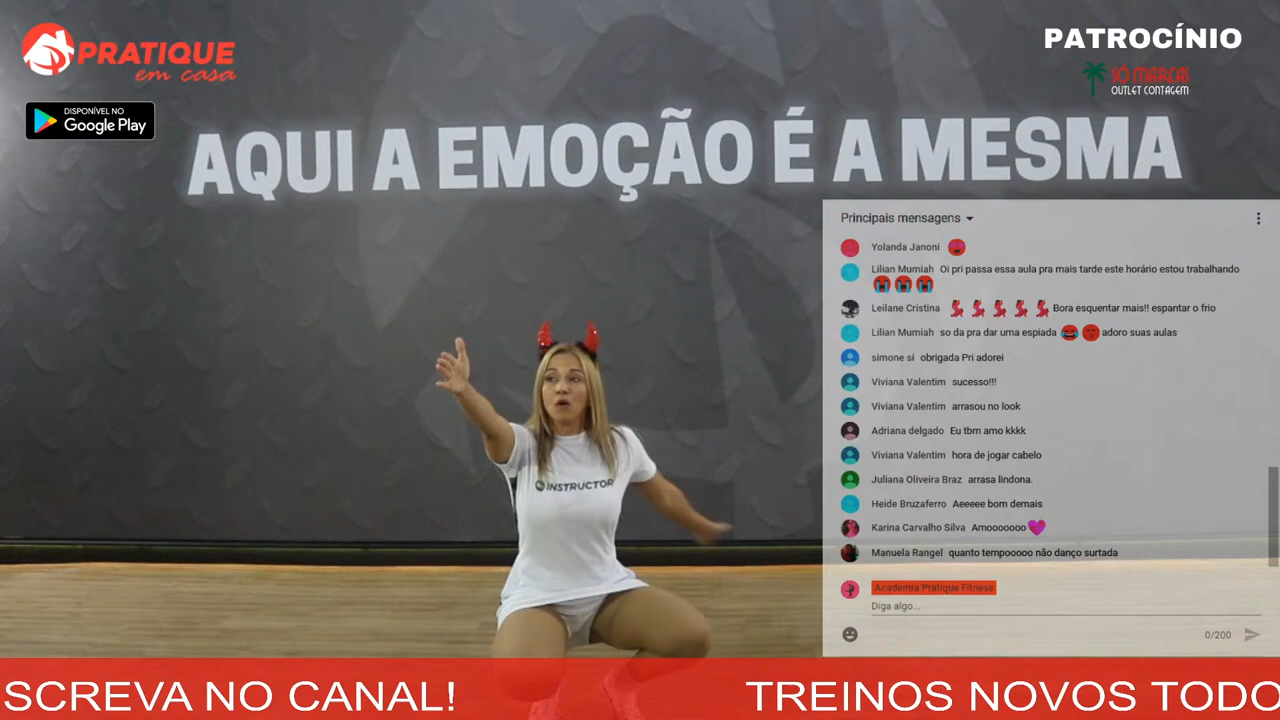 PRATIQUE
em casa
DISPONÍVEL NO
Google Play
PATROCÍNIO
SÓ MARCAS
OUTLET CONTAGEM
AQUI A EMOÇÃO É A MESMA
Principais mensagens
Yolanda Janoni
Lilian Mumiah Oi pri passa essa aula pra mais tarde este horário estou trabalhando
Leilane Cristina Bora esquentar mais!! espantar o frio
Lilian Mumiah so da pra dar uma espiada adoro suas aulas
simone si obrigada Pri adorei
Viviana Valentim sucesso!!!
Viviana Valentim arrasou no look
Adriana delgado Eu tbm amo kkkk
Viviana Valentim hora de jogar cabelo
Juliana Oliveira Braz arrasa lindona.
Heide Bruzaferro Aeeeee bom demais
Karina Carvalho Silva Amooooooo
Manuela Rangel quanto tempooooo não danço surtada
Academia Pratique Fitness
Diga algo...
0/200
INSTRUCTOR
SCREVA NO CANAL! TREINOS NOVOS TODO